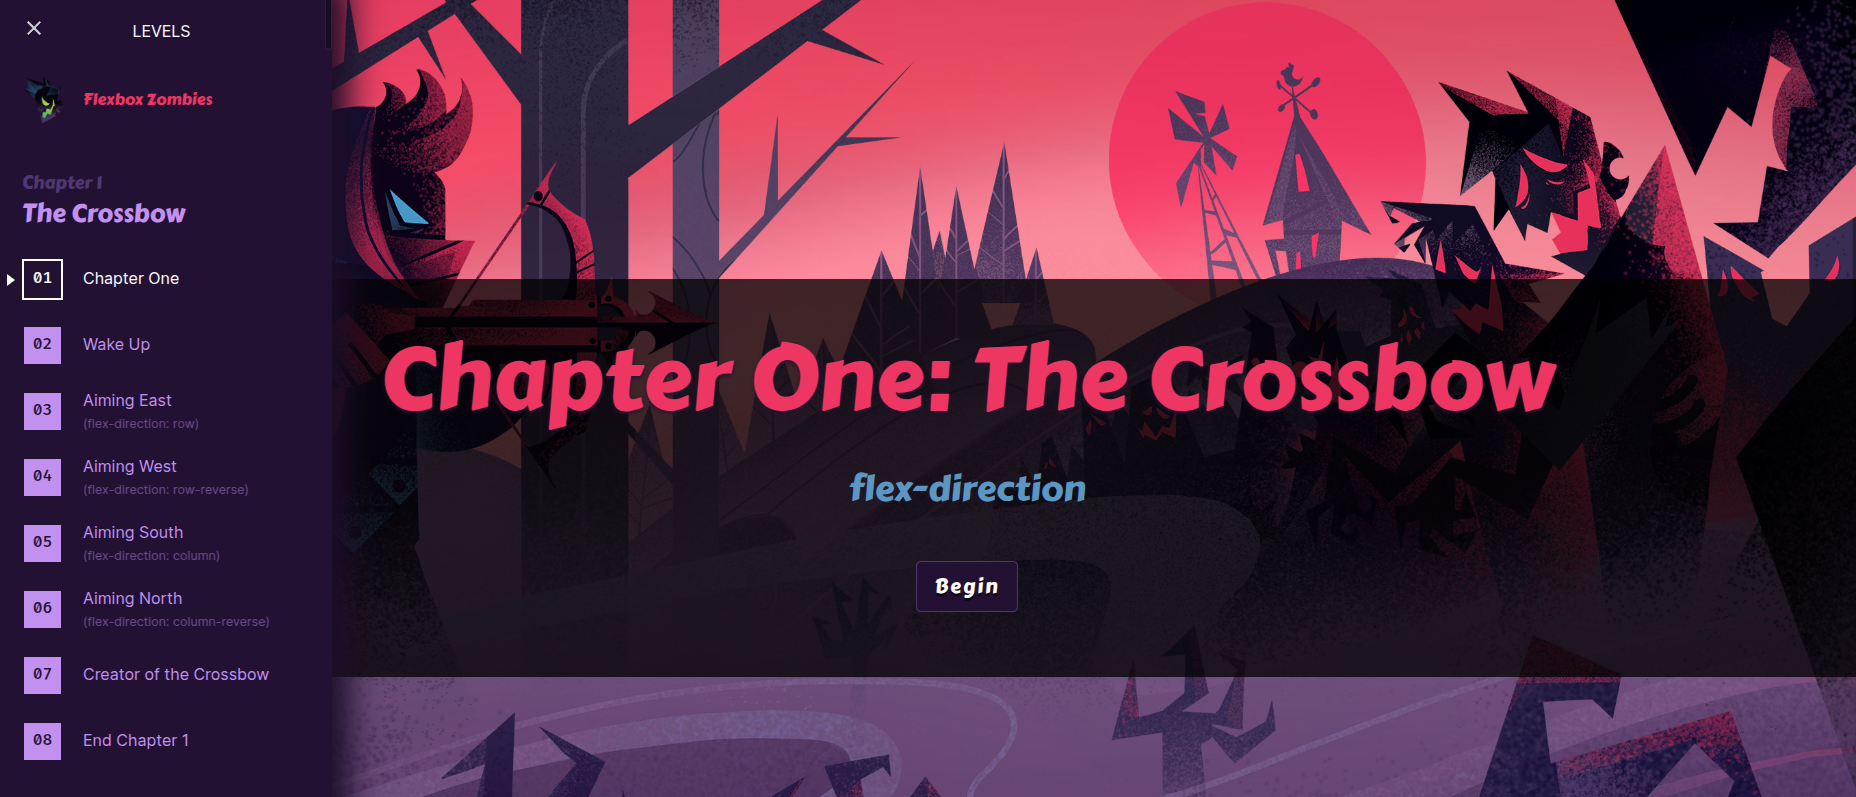 LEVELS
Flexbox Zombies
Chapter 1
The Crossbow
01 Chapter One
02 Wake Up
03 Aiming East
(flex-direction: row)
04 Aiming West
(flex-direction: row-reverse)
05 Aiming South
(flex-direction: column)
06 Aiming North
(flex-direction: column-reverse)
07 Creator of the Crossbow
08 End Chapter 1
Chapter One: The Crossbow
flex-direction
Begin